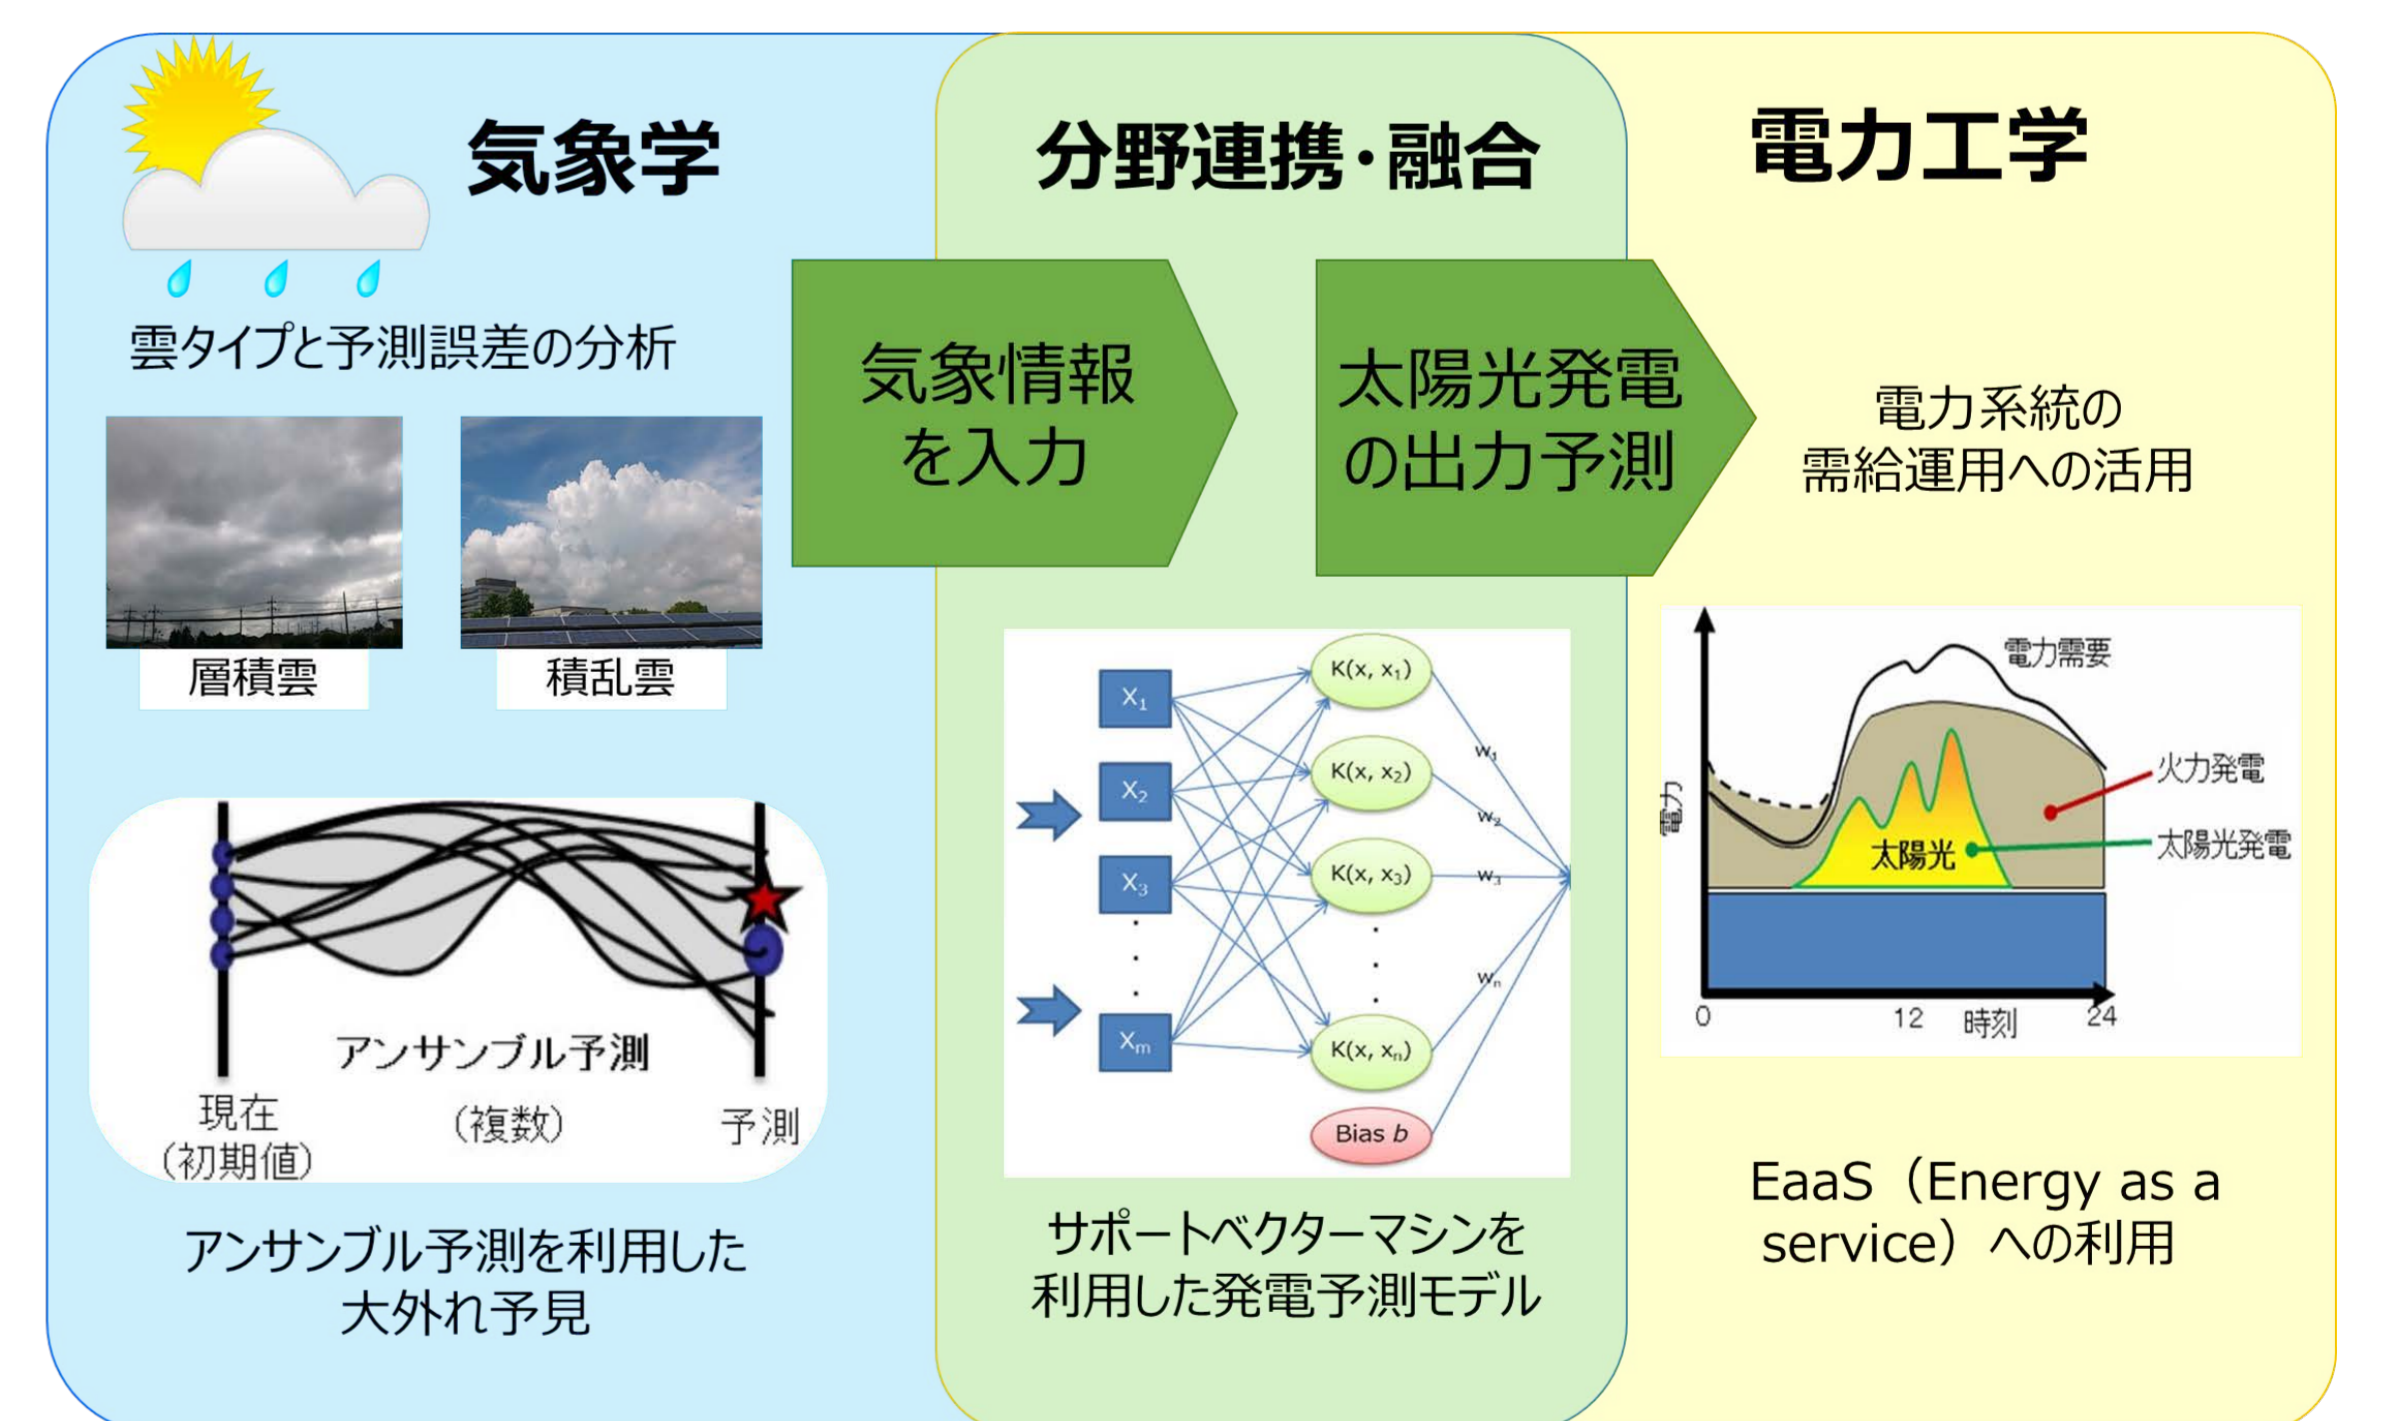 気象学
分野連携・融合
電力工学
雲タイプと予測誤差の分析
層積雲
積乱雲
アンサンブル予測
(複数)
現在
(初期値)
予測
アンサンブル予測を利用した
大外れ予見
気象情報
を入力
太陽光発電
の出力予測
X1
X2
X3
Xm
K(x, x1)
K(x, x2)
K(x, x3)
K(x, xn)
w1
w2
w3
wn
Bias b
サポートベクターマシンを
利用した発電予測モデル
電力系統の
需給運用への活用
電力需要
火力発電
太陽光発電
太陽光
電力
0
12
時刻
24
EaaS（Energy as a
service）への利用